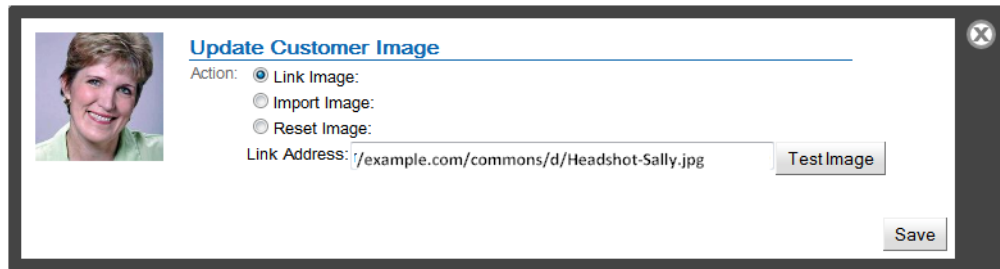 Update Customer Image
Action: Link Image:
Import Image:
Reset Image:
Link Address: /example.com/commons/d/Headshot-Sally.jpg Test Image
Save